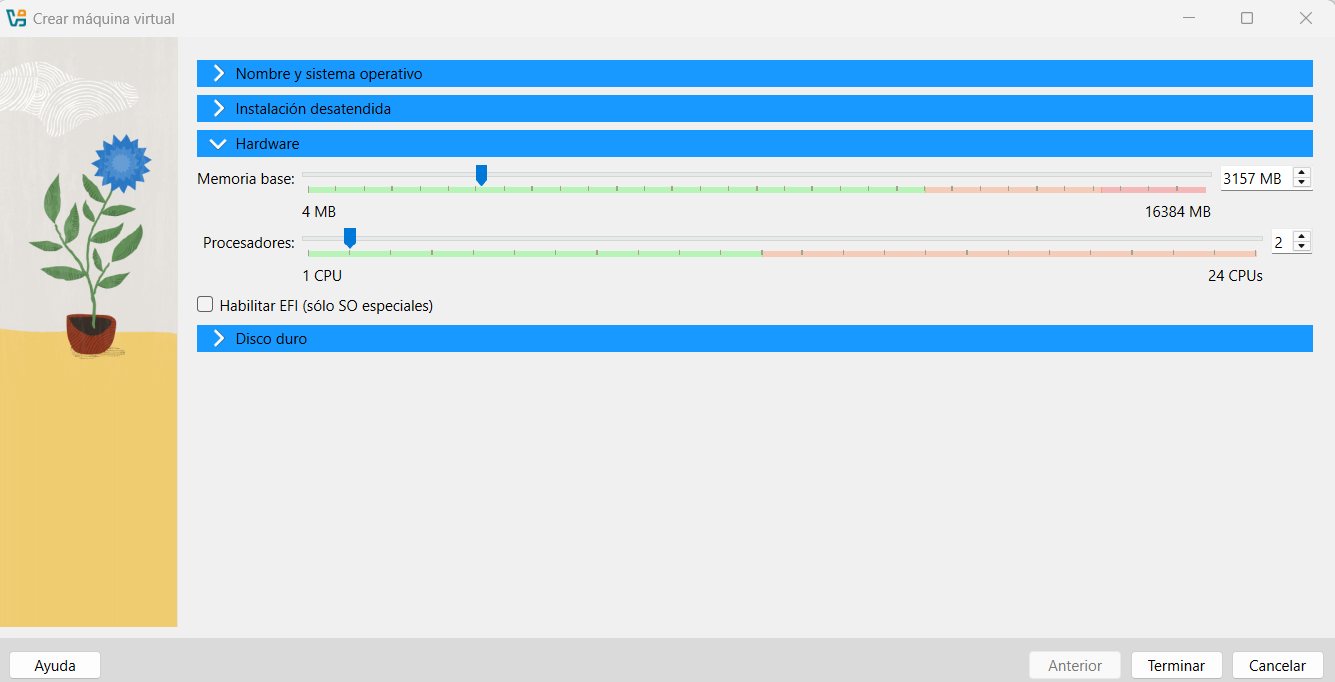 Crear máquina virtual
Nombre y sistema operativo
Instalación desatendida
Hardware
Memoria base: 3157 MB
4 MB 16384 MB
Procesadores: 2
1 CPU 24 CPUs
Habilitar EFI (sólo SO especiales)
Disco duro
Ayuda Anterior Terminar Cancelar